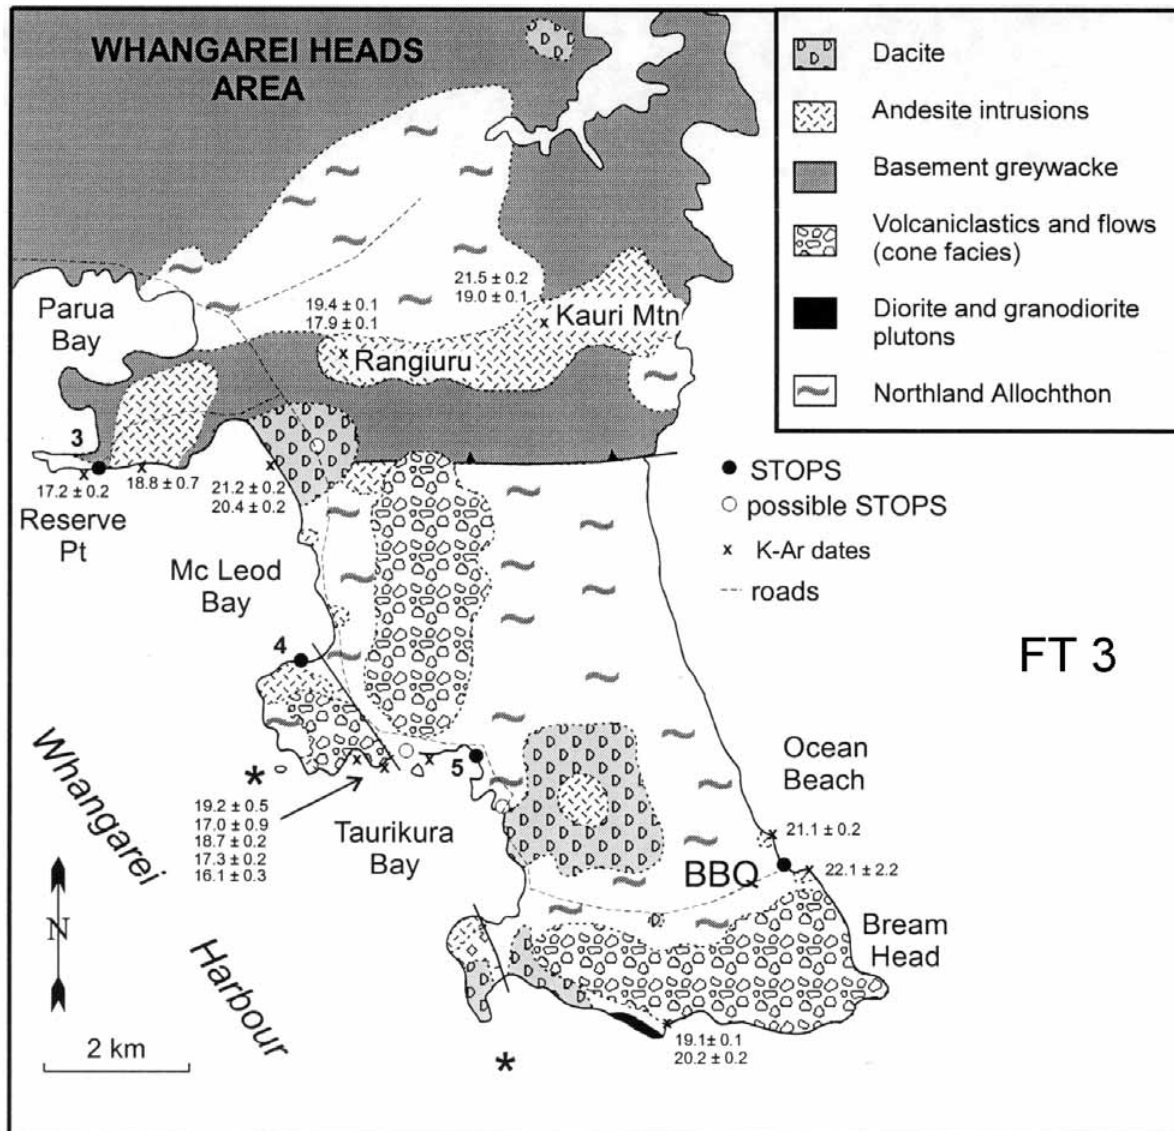 WHANGAREI HEADS
AREA
Dacite
Andesite intrusions
Basement greywacke
Volcaniclastics and flows
(cone facies)
Diorite and granodiorite
plutons
Northland Allochthon
Parua
Bay
19.4 ± 0.1
17.9 ± 0.1
21.5 ± 0.2
19.0 ± 0.1
x Kauri Mtn
x Rangiuru
3
x
17.2 ± 0.2
x
18.8 ± 0.7
x
21.2 ± 0.2
20.4 ± 0.2
Reserve
Pt
STOPS
possible STOPS
x K-Ar dates
roads
Mc Leod
Bay
4
FT 3
5
x x x
Whangarei
Harbour
*
19.2 ± 0.5
17.0 ± 0.9
18.7 ± 0.2
17.3 ± 0.2
16.1 ± 0.3
Taurikura
Bay
Ocean
Beach
x 21.1 ± 0.2
BBQ
x 22.1 ± 2.2
Bream
Head
N
2 km
*
x
19.1± 0.1
20.2 ± 0.2